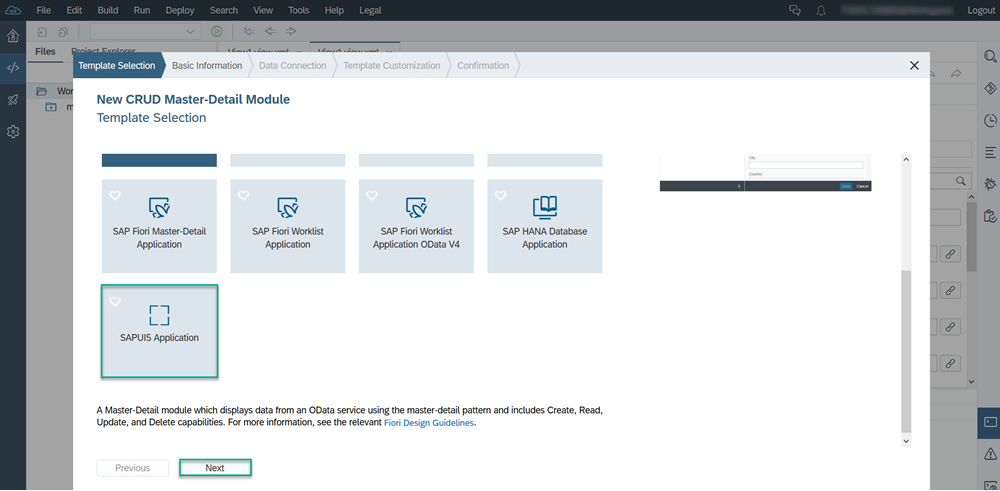 File Edit Build Run Deploy Search View Tools Help Legal Logout
Files Project Explorer View1.view.xml View1.view.xml
Template Selection Basic Information Data Connection Template Customization Confirmation
New CRUD Master-Detail Module
Template Selection
City
Country
Cancel
SAP Fiori Master-Detail
Application
SAP Fiori Worklist
Application
SAP Fiori Worklist
Application OData V4
SAP HANA Database
Application
SAPUI5 Application
A Master-Detail module which displays data from an OData service using the master-detail pattern and includes Create, Read,
Update, and Delete capabilities. For more information, see the relevant Fiori Design Guidelines.
Previous Next